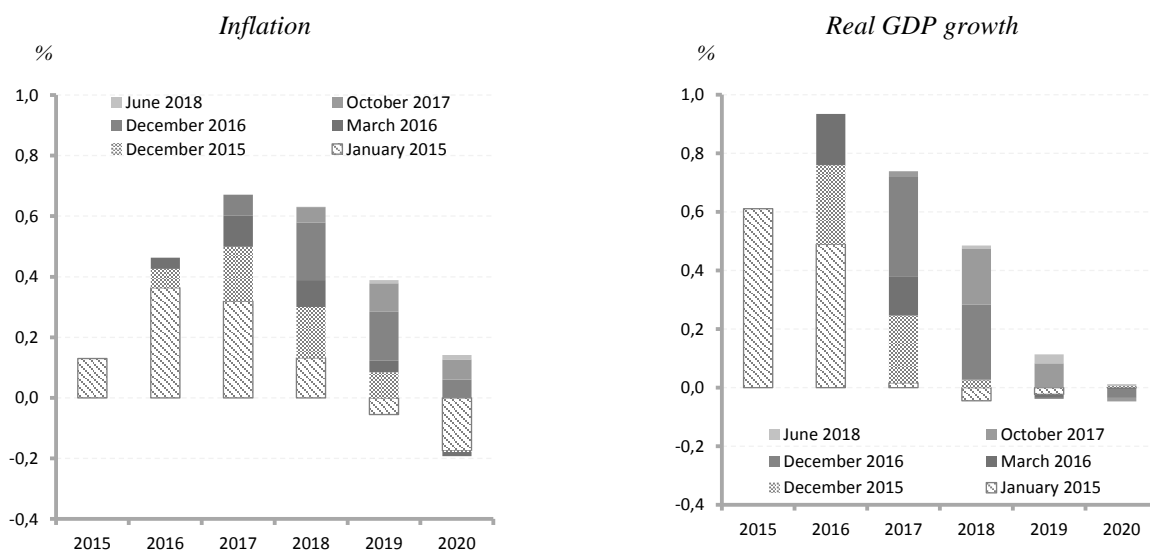 Inflation
%
1,0
0,8
0,6
0,4
0,2
0,0
-0,2
-0,4
June 2018 October 2017
December 2016 March 2016
December 2015 January 2015
2015 2016 2017 2018 2019 2020
Real GDP growth
%
1,0
0,8
0,6
0,4
0,2
0,0
-0,2
-0,4
June 2018 October 2017
December 2016 March 2016
December 2015 January 2015
2015 2016 2017 2018 2019 2020